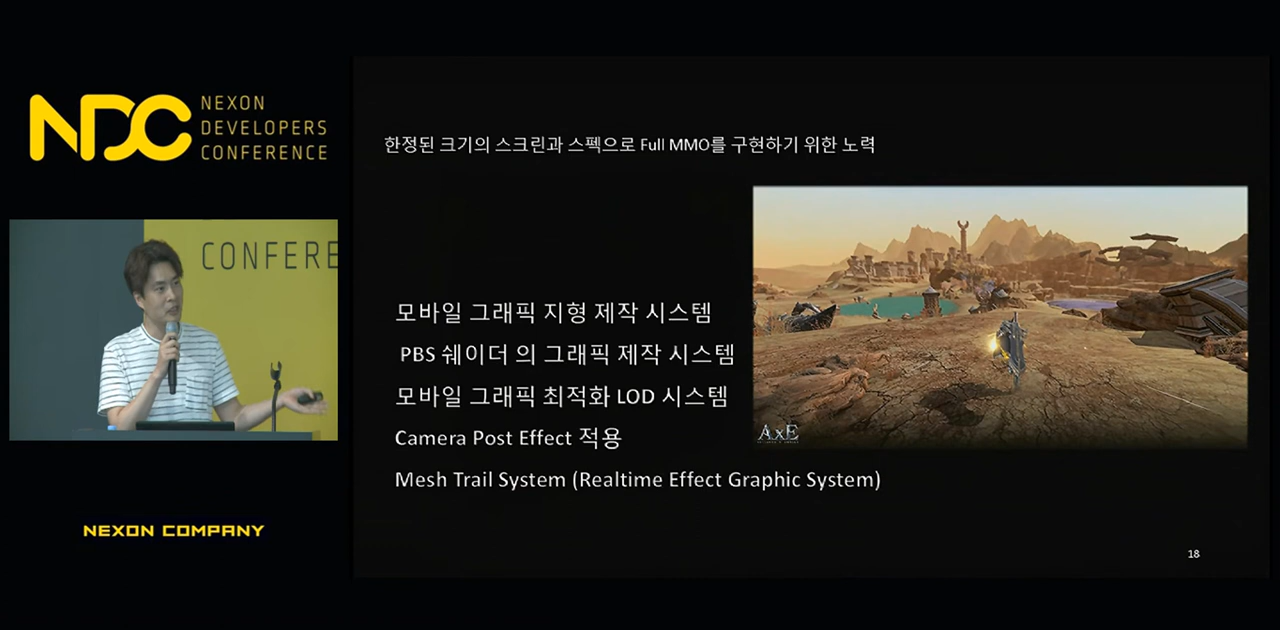 NDC
NEXON
DEVELOPERS
CONFERENCE
CONFERE
NEXON COMPANY
한정된 크기의 스크린과 스펙으로 Full MMO를 구현하기 위한 노력
모바일 그래픽 지형 제작 시스템
PBS 쉐이더 의 그래픽 제작 시스템
모바일 그래픽 최적화 LOD 시스템
Camera Post Effect 적용
Mesh Trail System (Realtime Effect Graphic System)
AxE
18